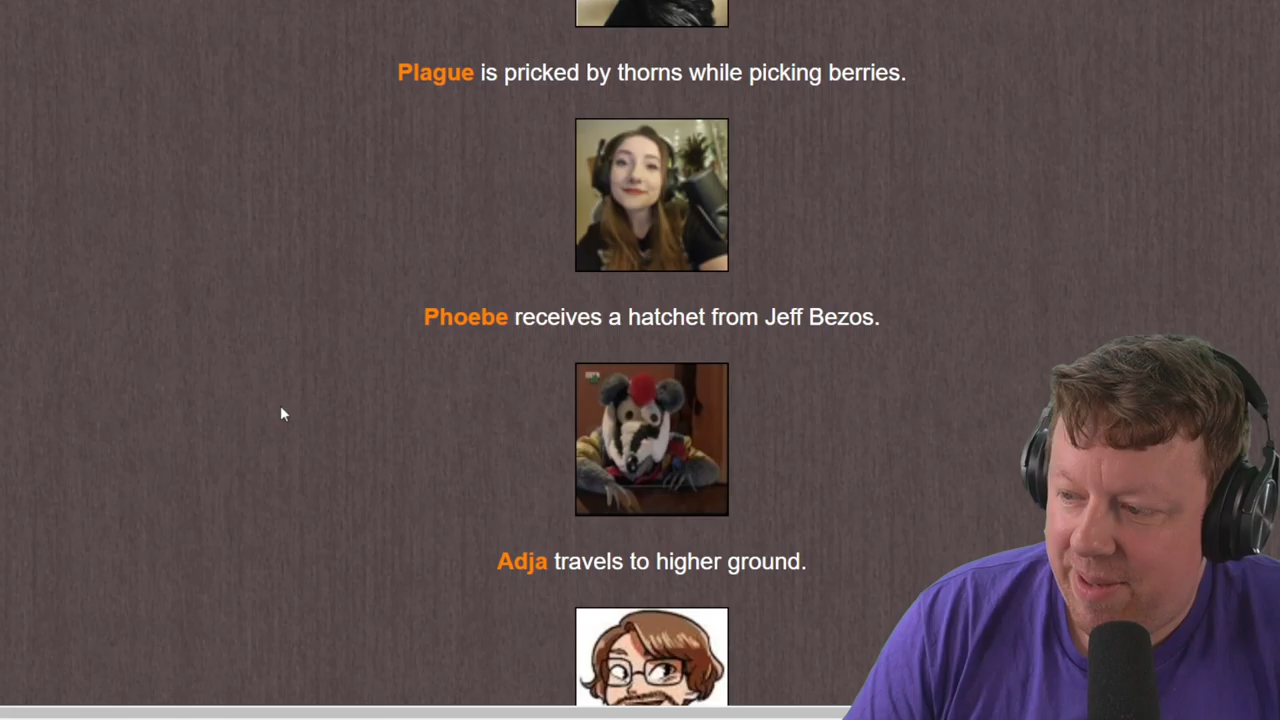 Plague is pricked by thorns while picking berries.
Phoebe receives a hatchet from Jeff Bezos.
Adja travels to higher ground.